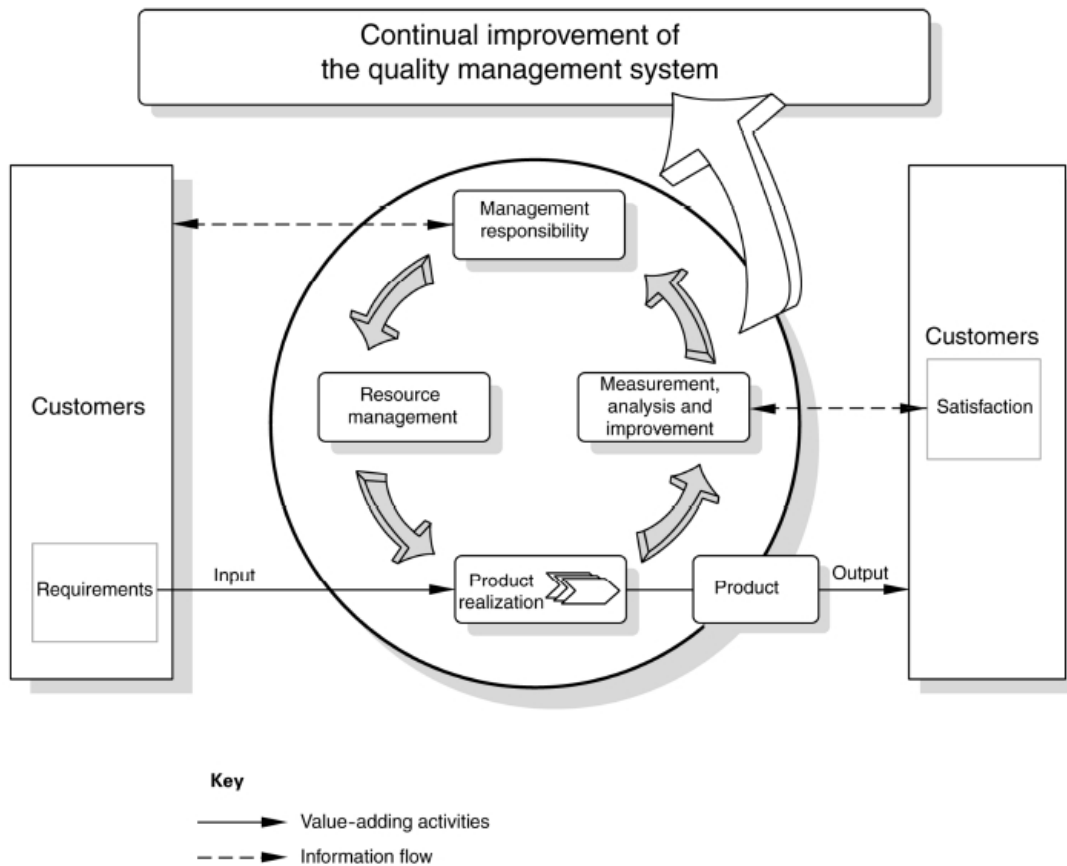 Continual improvement of
the quality management system
Management
responsibility
Customers
Resource
management
Measurement,
analysis and
improvement
Customers
Satisfaction
Requirements
Input
Product
realization
Product
Output
Key
Value-adding activities
Information flow